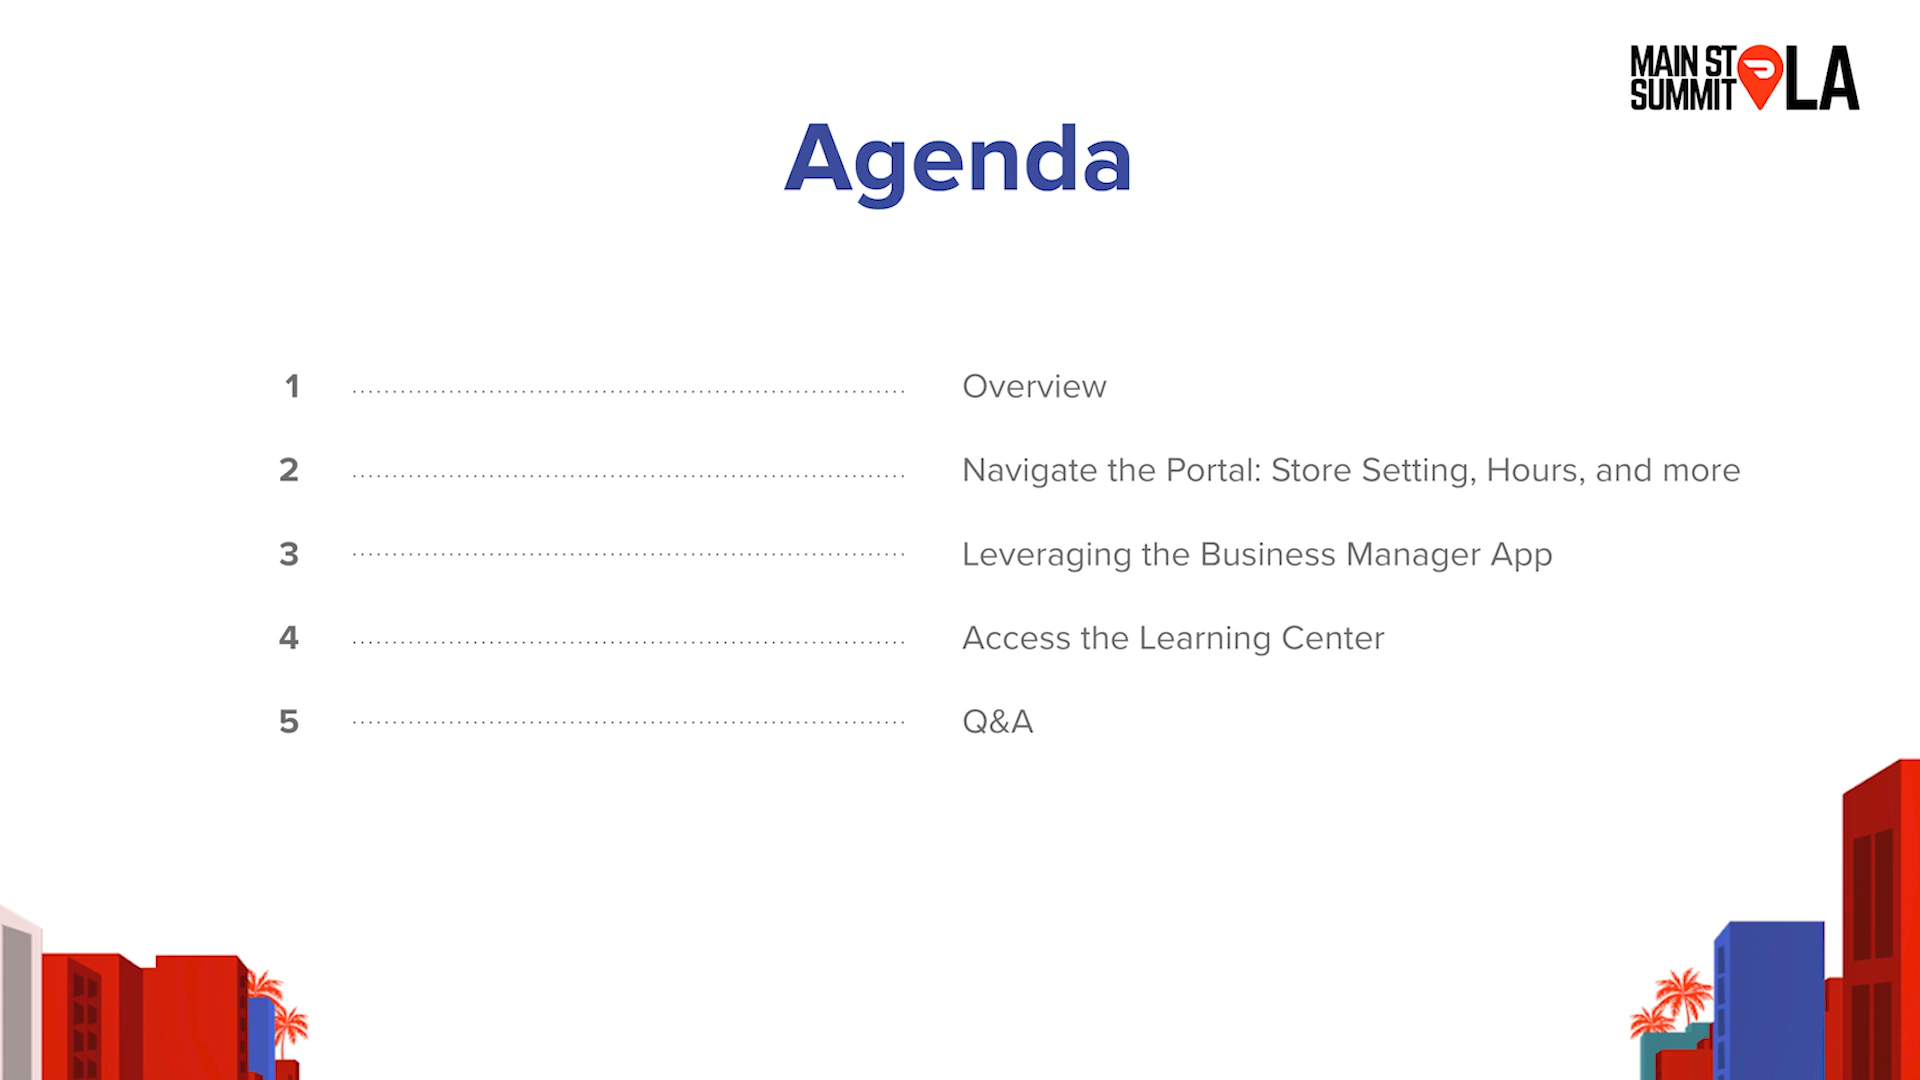 MAIN ST
SUMMIT LA
Agenda
1 Overview
2 Navigate the Portal: Store Setting, Hours, and more
3 Leveraging the Business Manager App
4 Access the Learning Center
5 Q&A